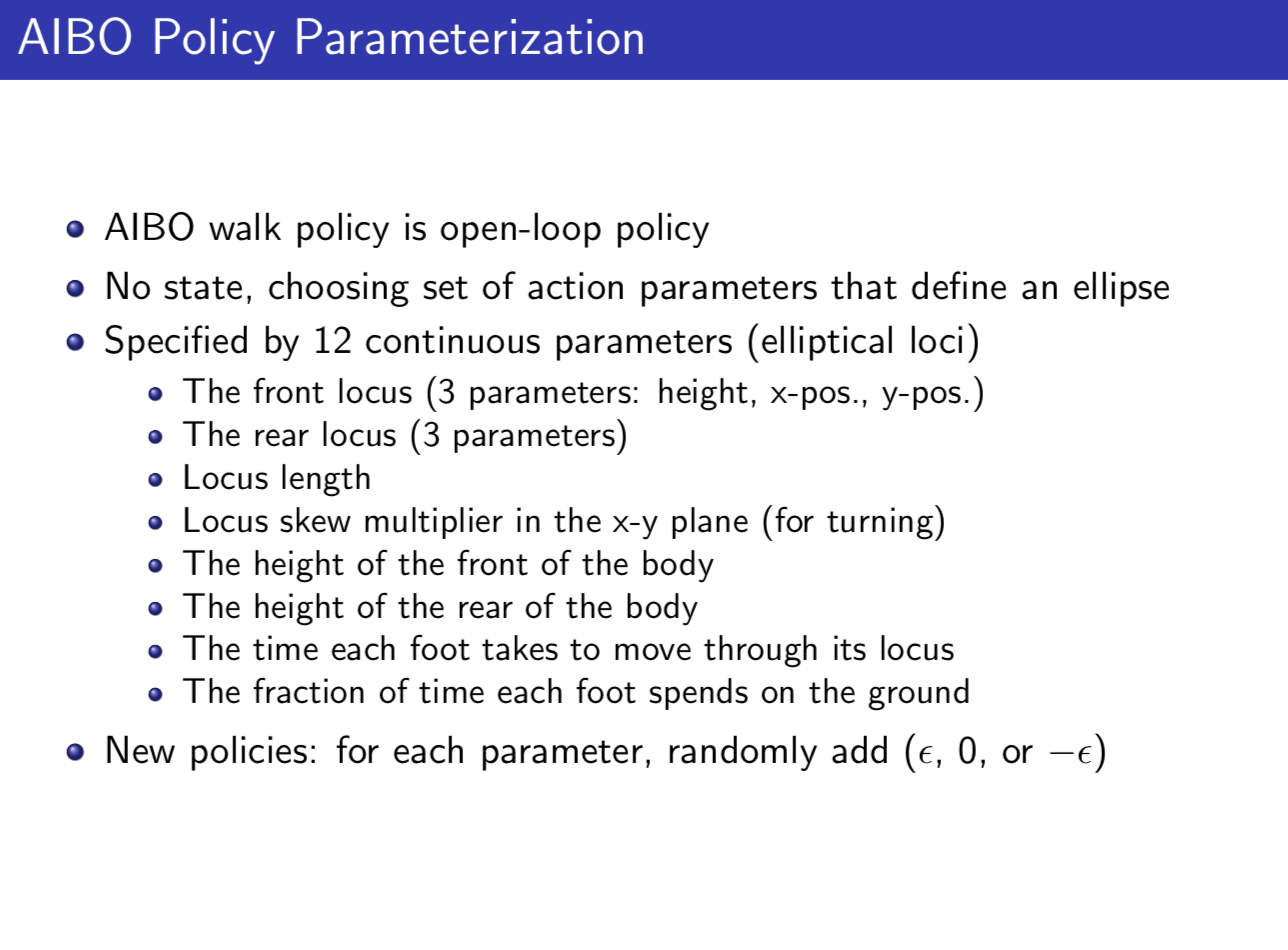 AIBO Policy Parameterization
AIBO walk policy is open-loop policy
No state, choosing set of action parameters that define an ellipse
Specified by 12 continuous parameters (elliptical loci)
The front locus (3 parameters: height, x-pos., y-pos.)
The rear locus (3 parameters)
Locus length
Locus skew multiplier in the x-y plane (for turning)
The height of the front of the body
The height of the rear of the body
The time each foot takes to move through its locus
The fraction of time each foot spends on the ground
New policies: for each parameter, randomly add (ϵ, 0, or −ϵ)